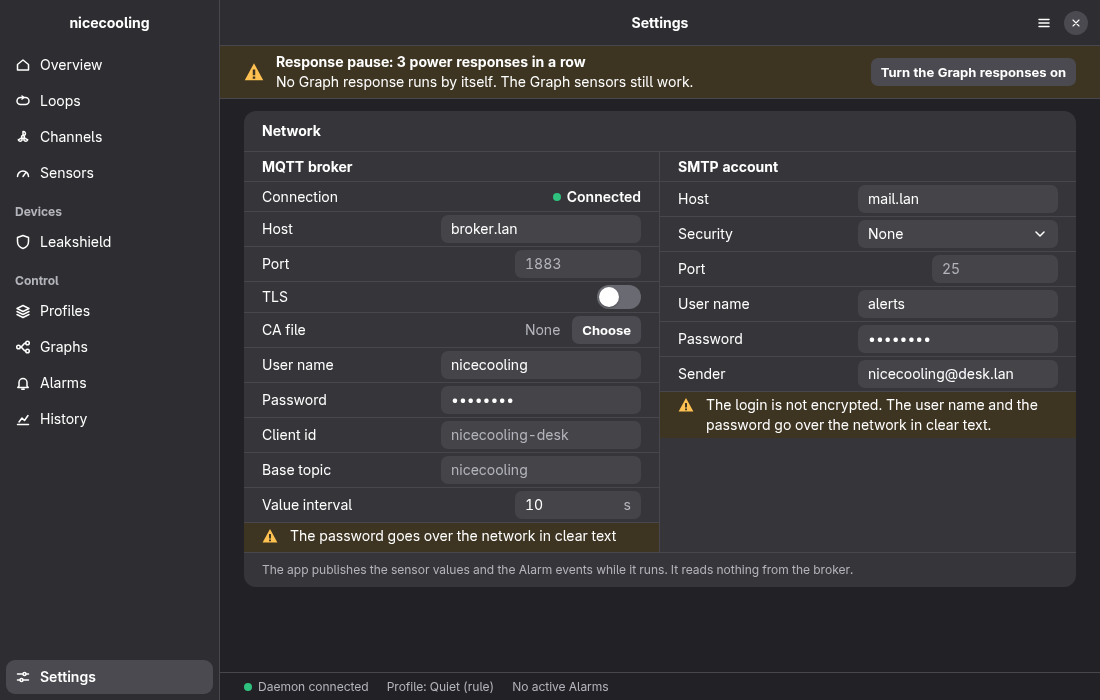 nicecooling
Overview
Loops
Channels
Sensors
Devices
Leakshield
Control
Profiles
Graphs
Alarms
History
Settings
Settings
Response pause: 3 power responses in a row
No Graph response runs by itself. The Graph sensors still work.
Turn the Graph responses on
Network
MQTT broker
Connection
Connected
Host
broker.lan
Port
1883
TLS
CA file
None
Choose
User name
nicecooling
Password
••••••••
Client id
nicecooling-desk
Base topic
nicecooling
Value interval
10
s
The password goes over the network in clear text
SMTP account
Host
mail.lan
Security
None
Port
25
User name
alerts
Password
••••••••
Sender
nicecooling@desk.lan
The login is not encrypted. The user name and the
password go over the network in clear text.
The app publishes the sensor values and the Alarm events while it runs. It reads nothing from the broker.
Daemon connected
Profile: Quiet (rule)
No active Alarms